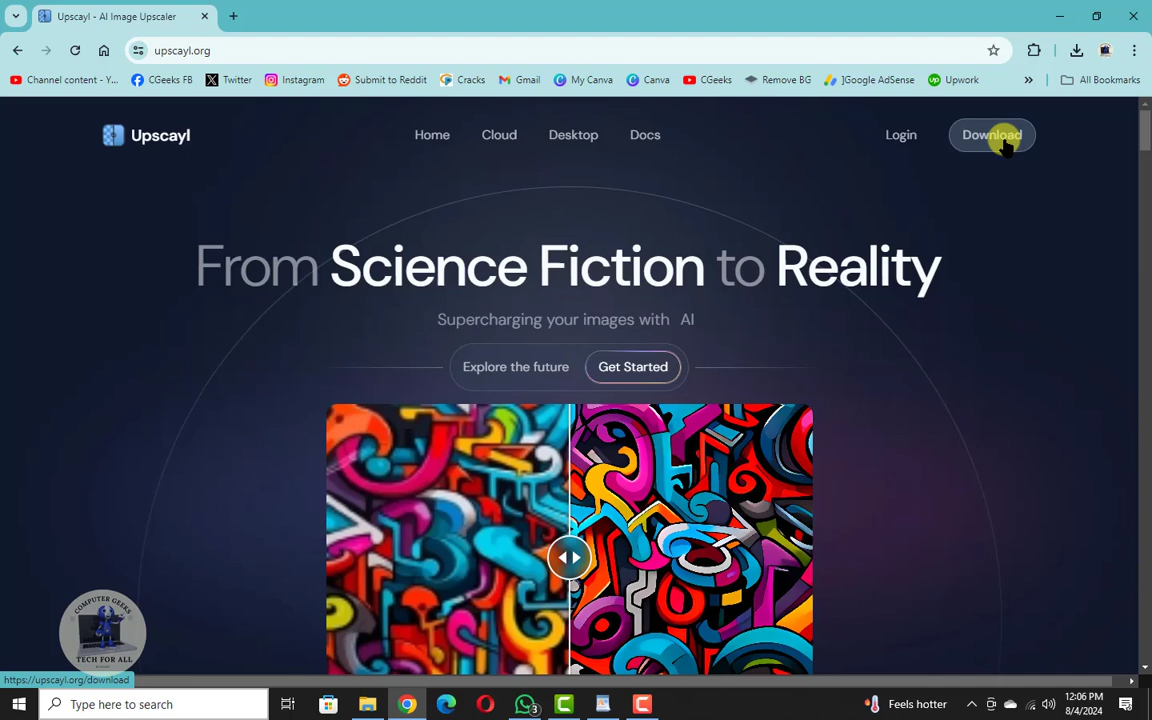 Upscayl - AI Image Upscaler
upscayl.org
Channel content - Y... CGeeks FB Twitter Instagram Submit to Reddit Cracks Gmail My Canva Canva CGeeks Remove BG ]Google AdSense Upwork » All Bookmarks
Upscayl Home Cloud Desktop Docs Login Download
From Science Fiction to Reality
Supercharging your images with AI
Explore the future Get Started
COMPUTER GEEKS
TECH FOR ALL
https://upscayl.org/download
Type here to search 3 Feels hotter 12:06 PM
8/4/2024